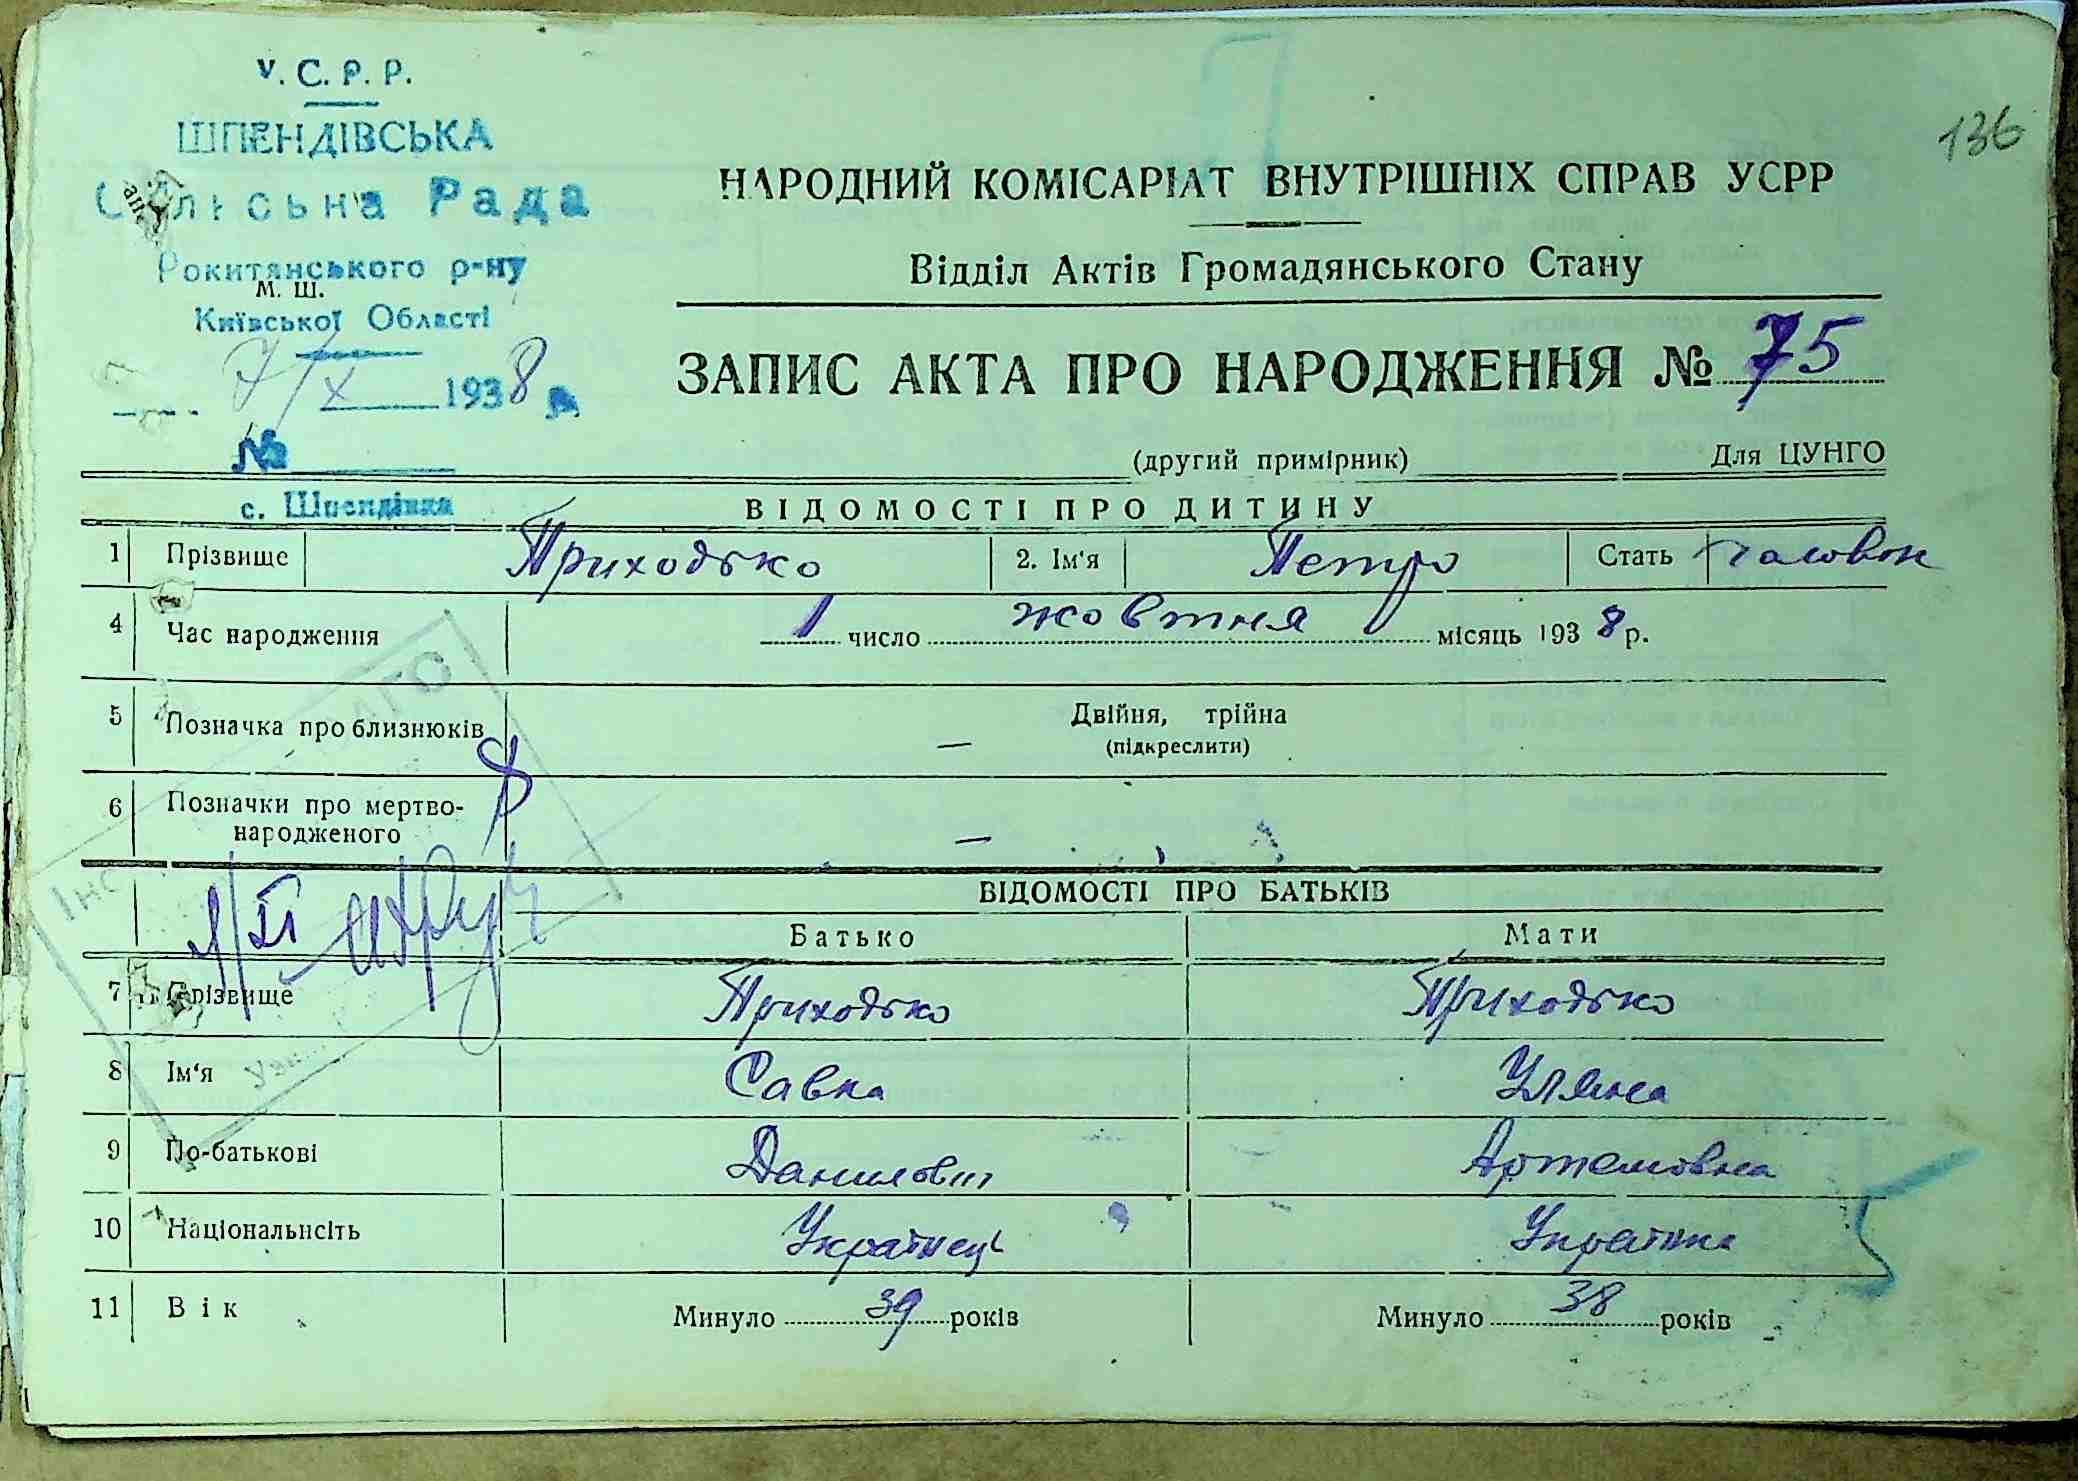 У. С. Р. Р.
ШПЕНДІВСЬКА
Сільська Рада
Рокитянського р-ну
М. Ш.
Київської Області
7/X 1938 р.
№
с. Шпендівка
136
НАРОДНИЙ КОМІСАРІАТ ВНУТРІШНІХ СПРАВ УСРР
Відділ Актів Громадянського Стану
ЗАПИС АКТА ПРО НАРОДЖЕННЯ № 75
(другий примірник) Для ЦУНГО
ВІДОМОСТІ ПРО ДИТИНУ
1 Прізвище Приходько 2. Ім'я Петро Стать чоловік
4 Час народження 1 число жовтня місяць 1938 р.
5 Позначка про близнюків — Двійня, трійна
(підкреслити)
6 Позначки про мертво-
народженого —
ВІДОМОСТІ ПРО БАТЬКІВ
Батько Мати
7 Прізвище Приходько Приходько
8 Ім'я Савка Уляна
9 По-батькові Данилович Артемовна
10 Національнсіть Українець Українка
11 Вік Минуло 39 років Минуло 38 років